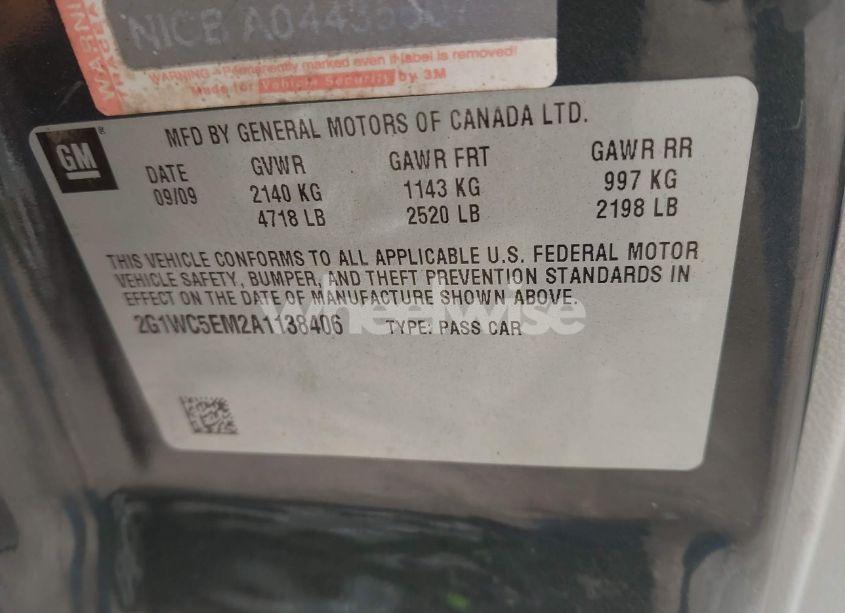 NICB A04435507
WARNING - Permanently marked even if label is removed!
Made for Vehicle Security by 3M
GM
MFD BY GENERAL MOTORS OF CANADA LTD.
DATE GVWR GAWR FRT GAWR RR
09/09 2140 KG 1143 KG 997 KG
4718 LB 2520 LB 2198 LB
THIS VEHICLE CONFORMS TO ALL APPLICABLE U.S. FEDERAL MOTOR
VEHICLE SAFETY, BUMPER, AND THEFT PREVENTION STANDARDS IN
EFFECT ON THE DATE OF MANUFACTURE SHOWN ABOVE.
2G1WC5EM2A1138406 TYPE: PASS CAR
wheelwise